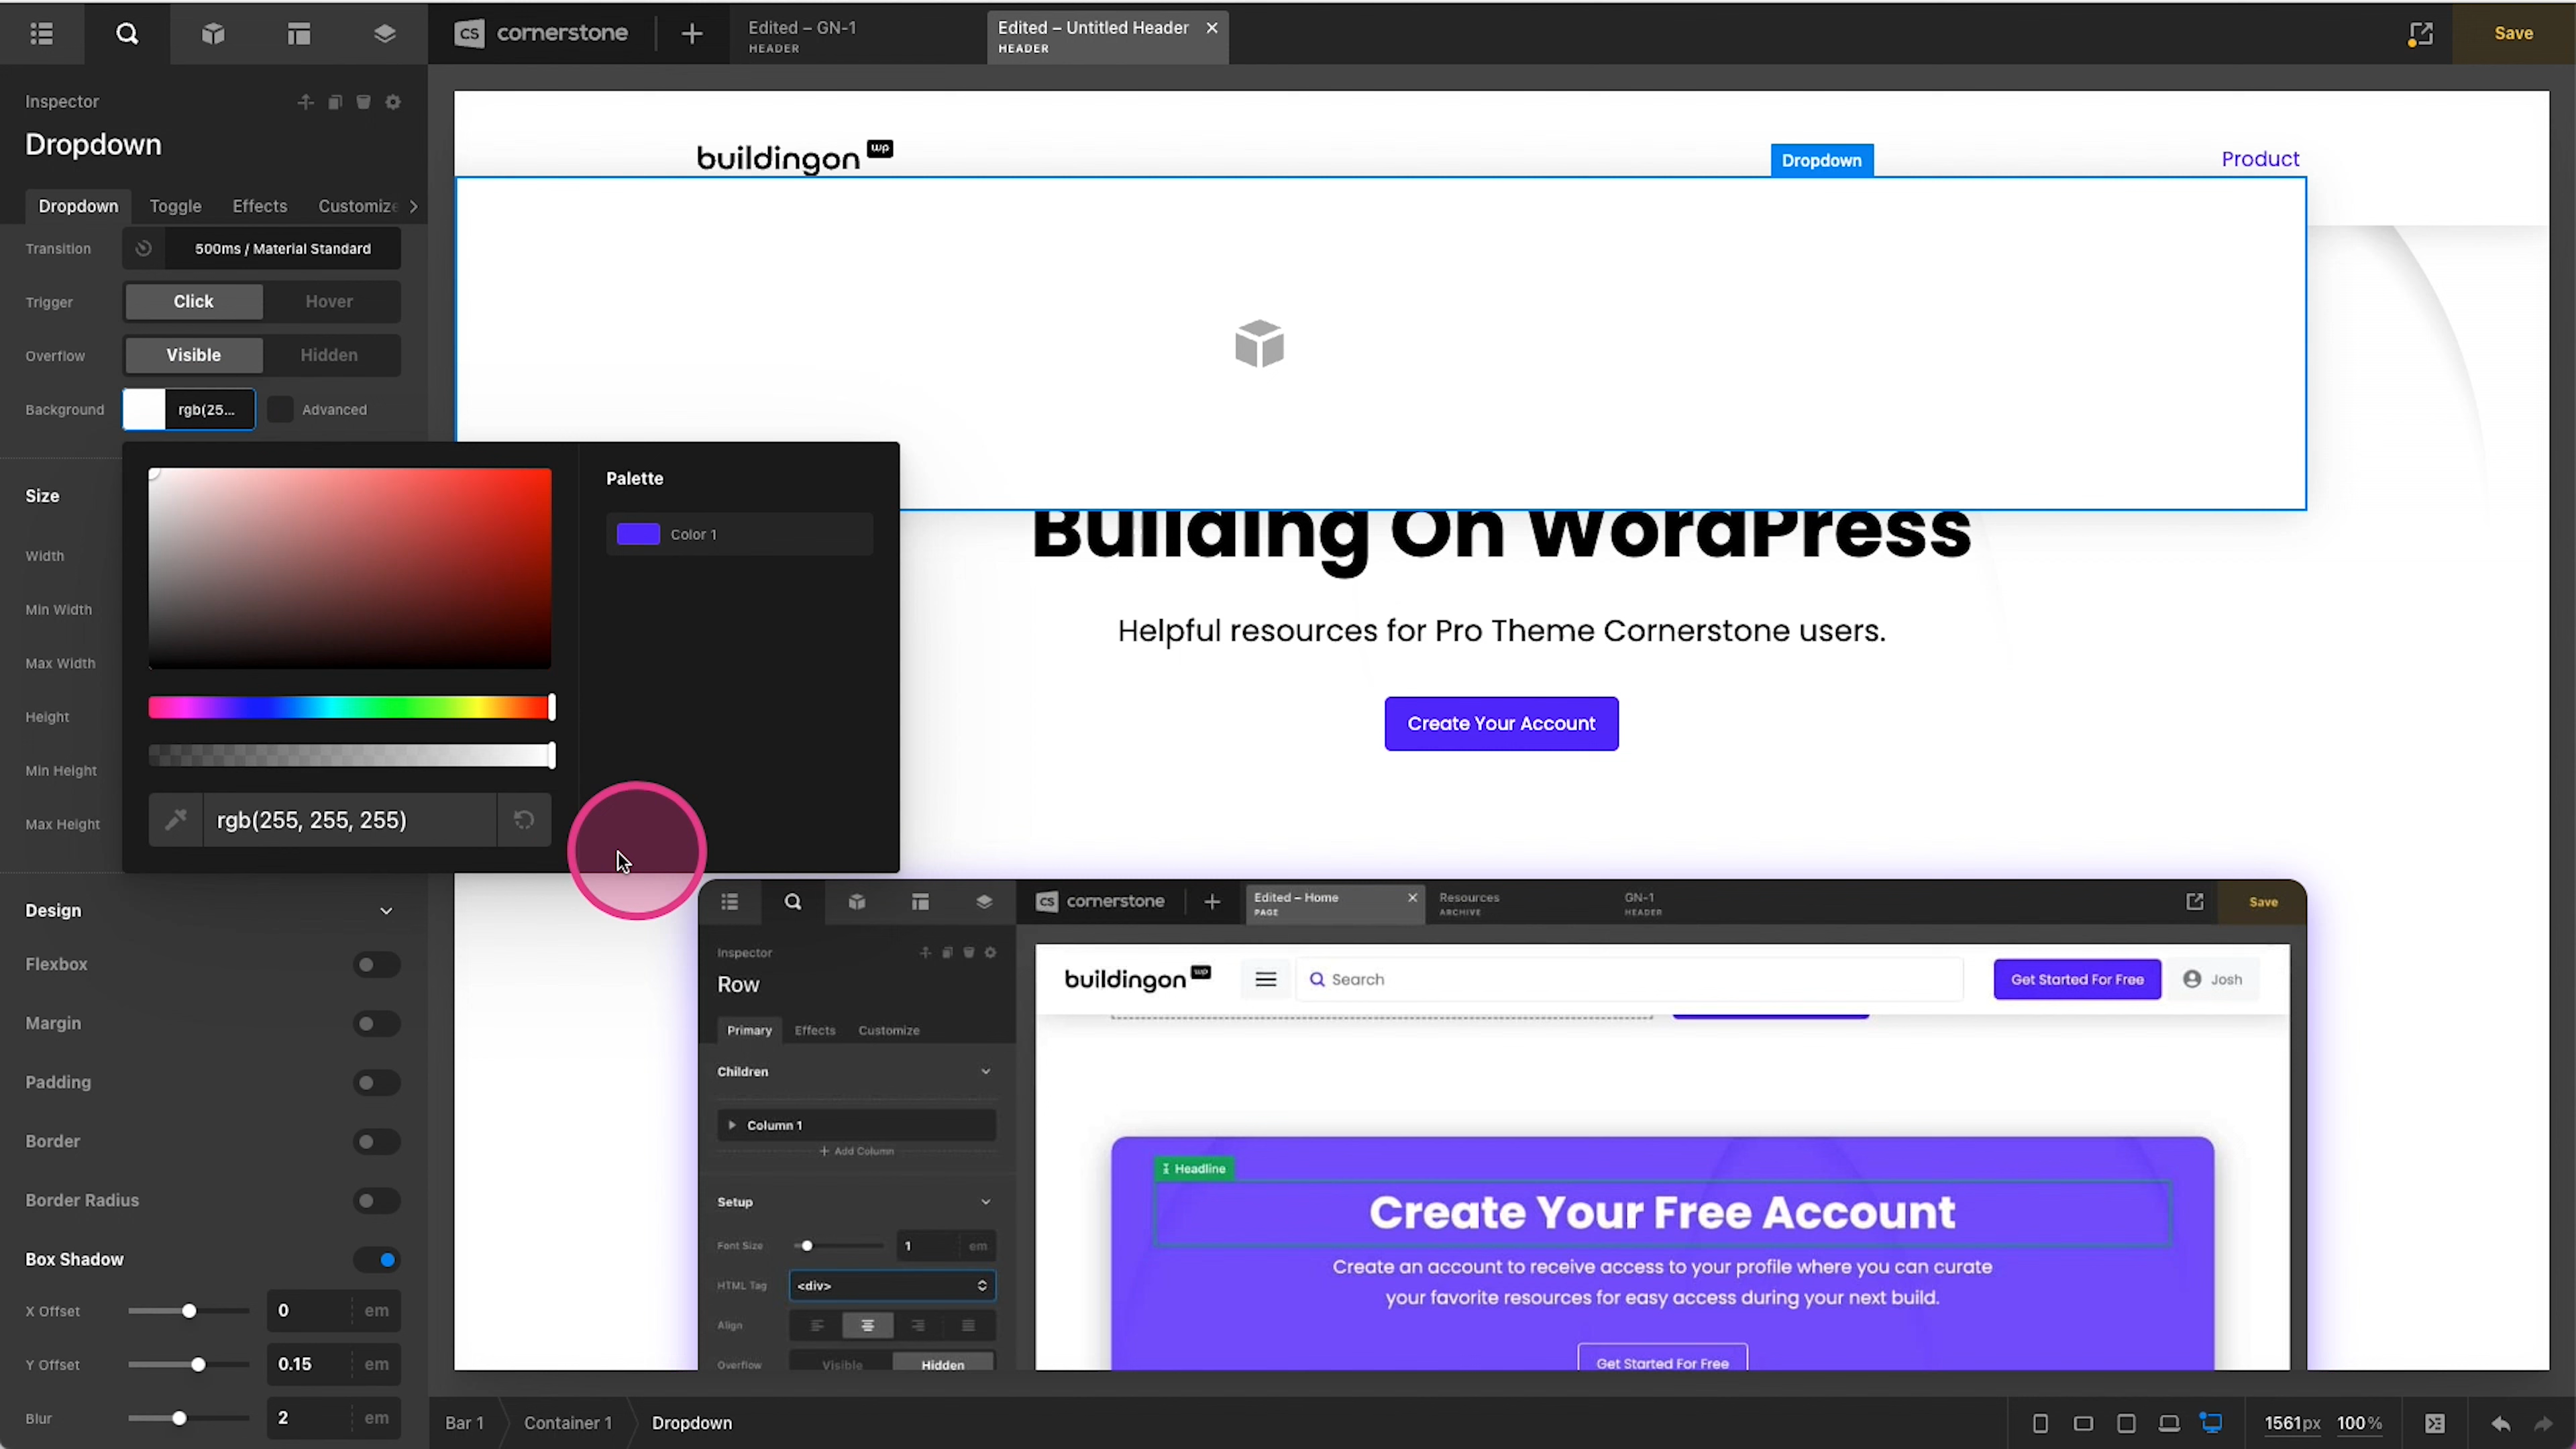 CS cornerstone
Edited – GN-1
HEADER
Edited – Untitled Header
HEADER
Save
Inspector
Dropdown
Dropdown Toggle Effects Customize
Transition 500ms / Material Standard
Trigger Click Hover
Overflow Visible Hidden
Background rgb(25... Advanced
Size
Width
Min Width
Max Width
Height
Min Height
Max Height
Palette
Color 1
rgb(255, 255, 255)
Design
Flexbox
Margin
Padding
Border
Border Radius
Box Shadow
X Offset 0 em
Y Offset 0.15 em
Blur 2 em
buildingon wp
Dropdown
Product
Building On WordPress
Helpful resources for Pro Theme Cornerstone users.
Create Your Account
CS cornerstone
Edited – Home
PAGE
Resources
ARCHIVE
GN-1
HEADER
Save
Inspector
Row
Primary Effects Customize
Children
Column 1
Add Column
Setup
Font Size 1 em
HTML Tag <div>
Align
Overflow Visible Hidden
buildingon wp
Search
Get Started For Free
Josh
Headline
Create Your Free Account
Create an account to receive access to your profile where you can curate
your favorite resources for easy access during your next build.
Get Started For Free
Bar 1 Container 1 Dropdown
1561px 100%